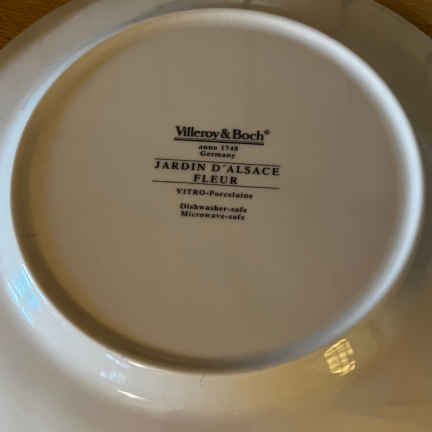 Villeroy & Boch®
anno 1748
Germany
JARDIN D'ALSACE
FLEUR
VITRO-Porcelaine
Dishwasher-safe
Microwave-safe